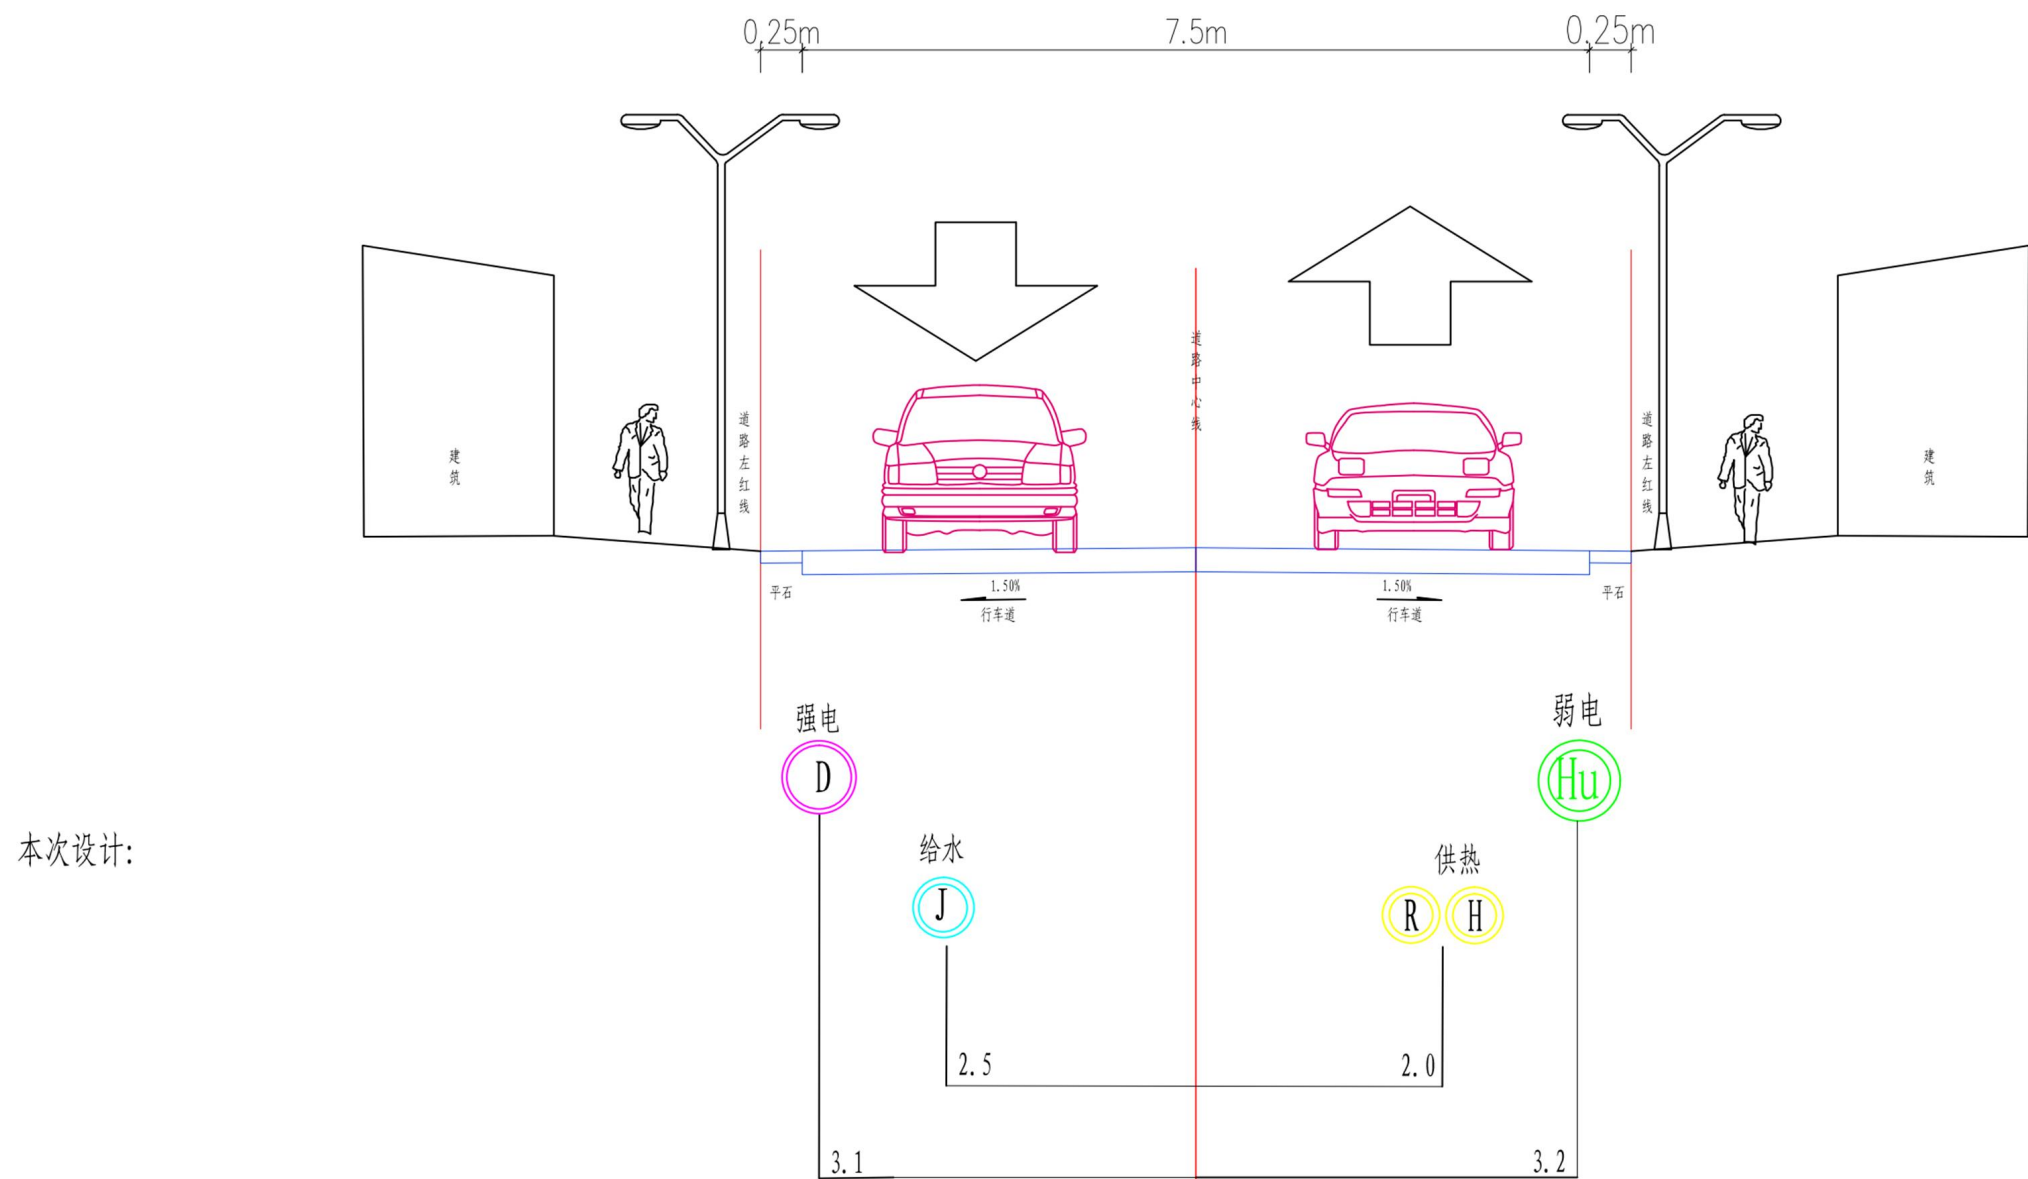 0.25m
7.5m
0.25m
道路中心线
道路左红线
道路左红线
建筑
建筑
1.50%
1.50%
平石
行车道
行车道
平石
强电
弱电
D
Hu
本次设计:
给水
供热
J
R
H
2.5
2.0
3.1
3.2